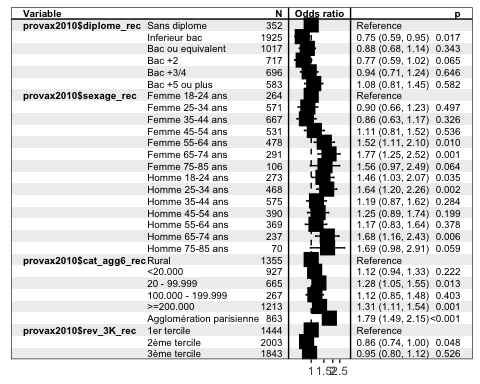 Variable N Odds ratio p
provax2010$diplome_rec Sans diplome 352 Reference
Inferieur bac 1925 0.75 (0.59, 0.95) 0.017
Bac ou equivalent 1017 0.88 (0.68, 1.14) 0.343
Bac +2 717 0.77 (0.59, 1.02) 0.065
Bac +3/4 696 0.94 (0.71, 1.24) 0.646
Bac +5 ou plus 583 1.08 (0.81, 1.45) 0.582
provax2010$sexage_rec Femme 18-24 ans 264 Reference
Femme 25-34 ans 571 0.90 (0.66, 1.23) 0.497
Femme 35-44 ans 667 0.86 (0.63, 1.17) 0.326
Femme 45-54 ans 531 1.11 (0.81, 1.52) 0.536
Femme 55-64 ans 478 1.52 (1.11, 2.10) 0.010
Femme 65-74 ans 291 1.77 (1.25, 2.52) 0.001
Femme 75-85 ans 106 1.56 (0.97, 2.49) 0.064
Homme 18-24 ans 273 1.46 (1.03, 2.07) 0.035
Homme 25-34 ans 468 1.64 (1.20, 2.26) 0.002
Homme 35-44 ans 575 1.19 (0.87, 1.62) 0.284
Homme 45-54 ans 390 1.25 (0.89, 1.74) 0.199
Homme 55-64 ans 369 1.17 (0.83, 1.64) 0.378
Homme 65-74 ans 237 1.68 (1.16, 2.43) 0.006
Homme 75-85 ans 70 1.69 (0.98, 2.91) 0.059
provax2010$cat_agg6_rec Rural 1355 Reference
<20.000 927 1.12 (0.94, 1.33) 0.222
20 - 99.999 665 1.28 (1.05, 1.55) 0.013
100.000 - 199.999 267 1.12 (0.85, 1.48) 0.403
>=200.000 1213 1.31 (1.11, 1.54) 0.001
Agglomération parisienne 863 1.79 (1.49, 2.15) <0.001
provax2010$rev_3K_rec 1er tercile 1444 Reference
2ème tercile 2003 0.86 (0.74, 1.00) 0.048
3ème tercile 1843 0.95 (0.80, 1.12) 0.526
1 1.5 2 2.5